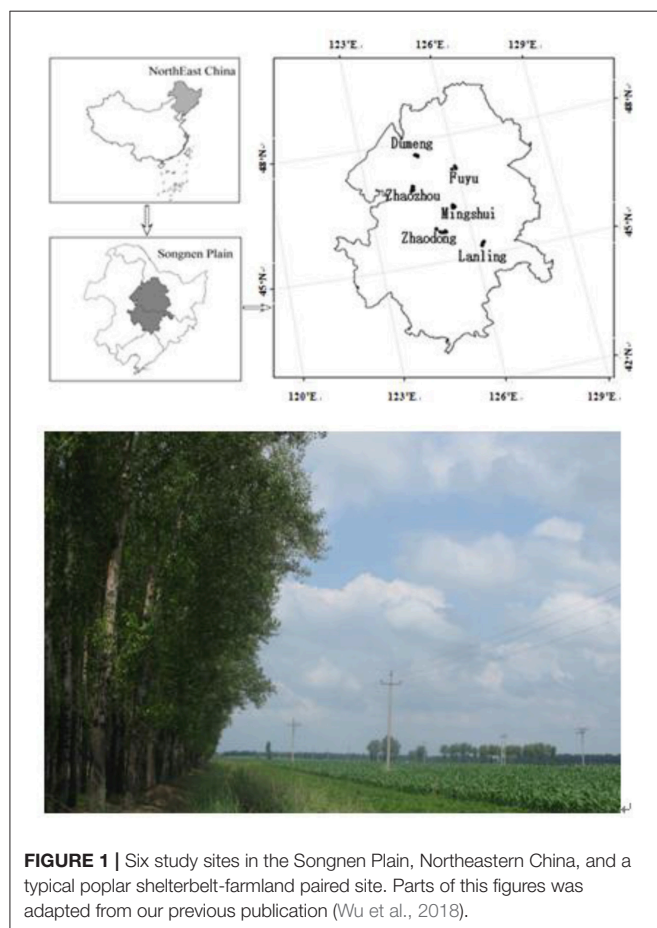 NorthEast China
Songnen Plain
123°E
126°E
129°E
48°N
48°N
Dumeng
Fuyu
Zhaozhou
Mingshui
Zhaodong
Lanling
45°N
45°N
42°N
120°E
123°E
126°E
129°E
FIGURE 1 | Six study sites in the Songnen Plain, Northeastern China, and a
typical poplar shelterbelt-farmland paired site. Parts of this figures was
adapted from our previous publication (Wu et al., 2018).